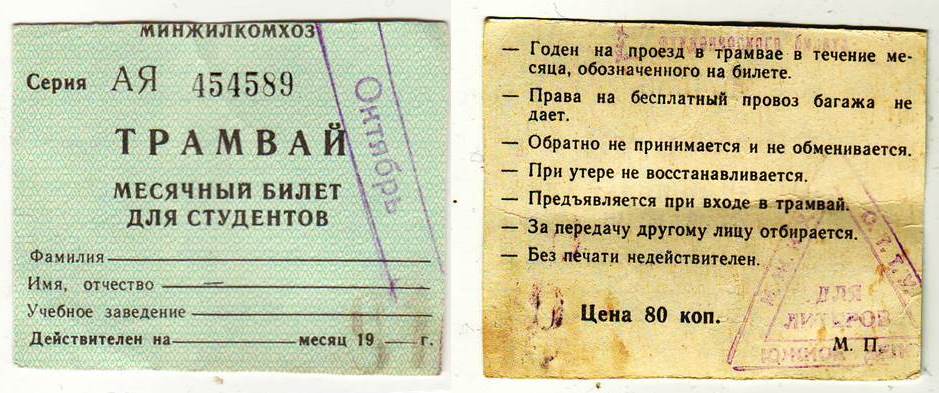 МИНЖИЛКОМХОЗ
Серия АЯ 454589
Октябрь
ТРАМВАЙ
МЕСЯЧНЫЙ БИЛЕТ
ДЛЯ СТУДЕНТОВ
Фамилия
Имя, отчество
Учебное заведение
Действителен на месяц 19 г.
— Годен на проезд в трамвае в течение ме-
сяца, обозначенного на билете.
— Права на бесплатный провоз багажа не
дает.
— Обратно не принимается и не обменивается.
— При утере не восстанавливается.
— Предъявляется при входе в трамвай.
— За передачу другому лицу отбирается.
— Без печати недействителен.
Цена 80 коп.
ДЛЯ
ЛИТЕРОВ
М. П.